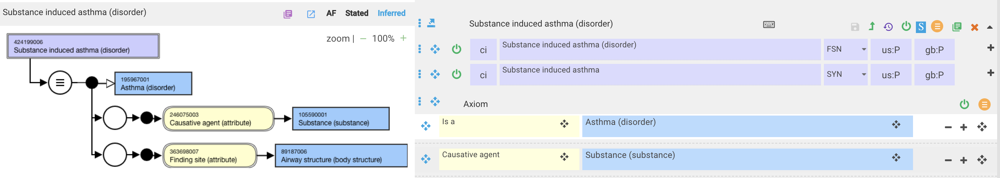 Substance induced asthma (disorder)
AF Stated Inferred
zoom | − 100% +
424199006
Substance induced asthma (disorder)
195967001
Asthma (disorder)
246075003
Causative agent (attribute)
105590001
Substance (substance)
363698007
Finding site (attribute)
89187006
Airway structure (body structure)
Substance induced asthma (disorder)
S
ci Substance induced asthma (disorder) FSN us:P gb:P
ci Substance induced asthma SYN us:P gb:P
Axiom
Is a Asthma (disorder)
Causative agent Substance (substance)